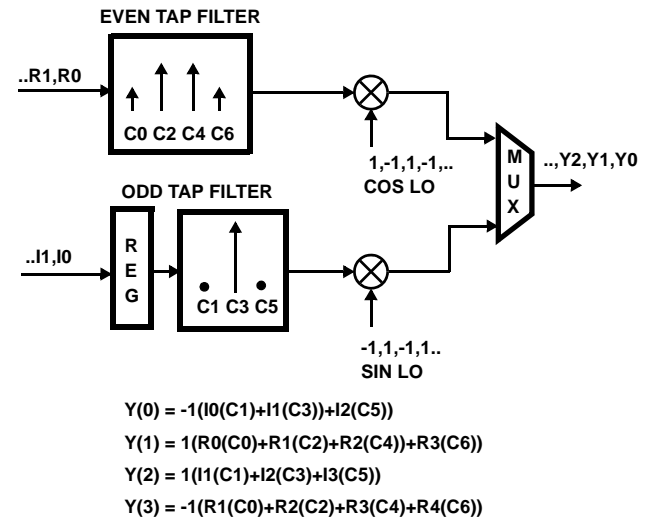 EVEN TAP FILTER
..R1,R0
C0 C2 C4 C6
1,-1,1,-1,..
COS LO
MUX
..,Y2,Y1,Y0
ODD TAP FILTER
..I1,I0
REG
C1 C3 C5
-1,1,-1,1..
SIN LO
Y(0) = -1(I0(C1)+I1(C3))+I2(C5))
Y(1) = 1(R0(C0)+R1(C2)+R2(C4))+R3(C6))
Y(2) = 1(I1(C1)+I2(C3)+I3(C5))
Y(3) = -1(R1(C0)+R2(C2)+R3(C4)+R4(C6))